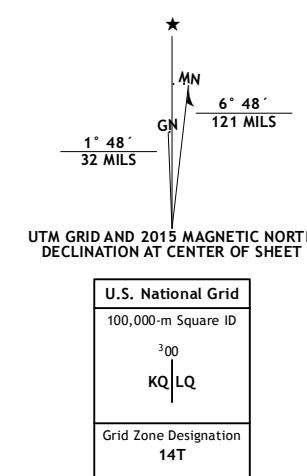 ★
MN
GN
6° 48´
121 MILS
1° 48´
32 MILS
UTM GRID AND 2015 MAGNETIC NORT
DECLINATION AT CENTER OF SHEET
U.S. National Grid
100,000-m Square ID
³00
KQ LQ
Grid Zone Designation
14T